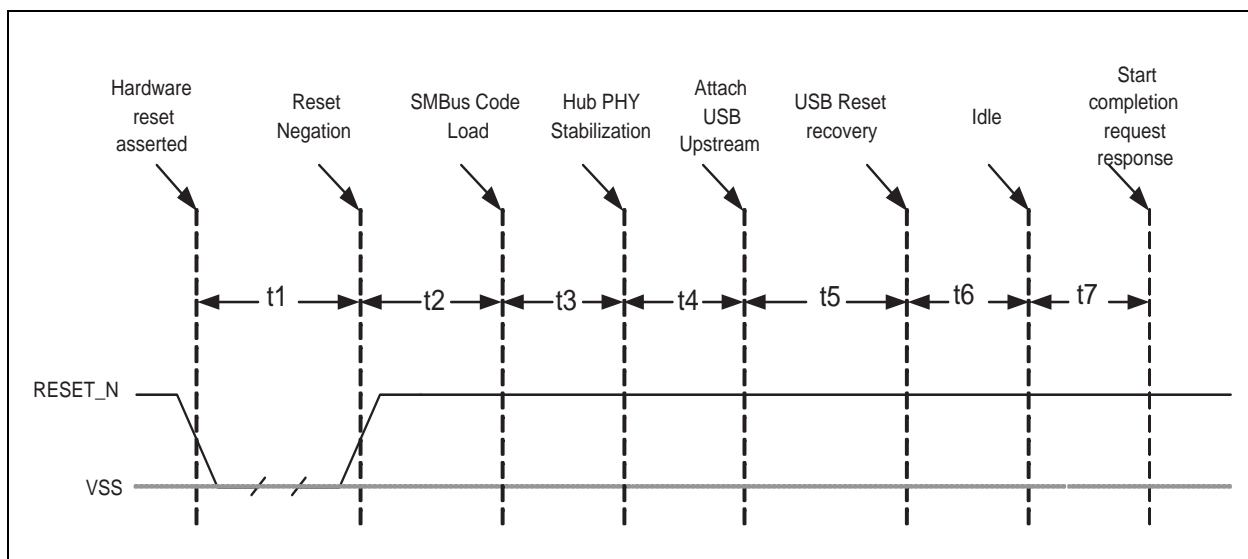 Hardware
reset
asserted
Reset
Negation
SMBus Code
Load
Hub PHY
Stabilization
Attach
USB
Upstream
USB Reset
recovery
Idle
Start
completion
request
response
t1
t2
t3
t4
t5
t6
t7
RESET_N
VSS